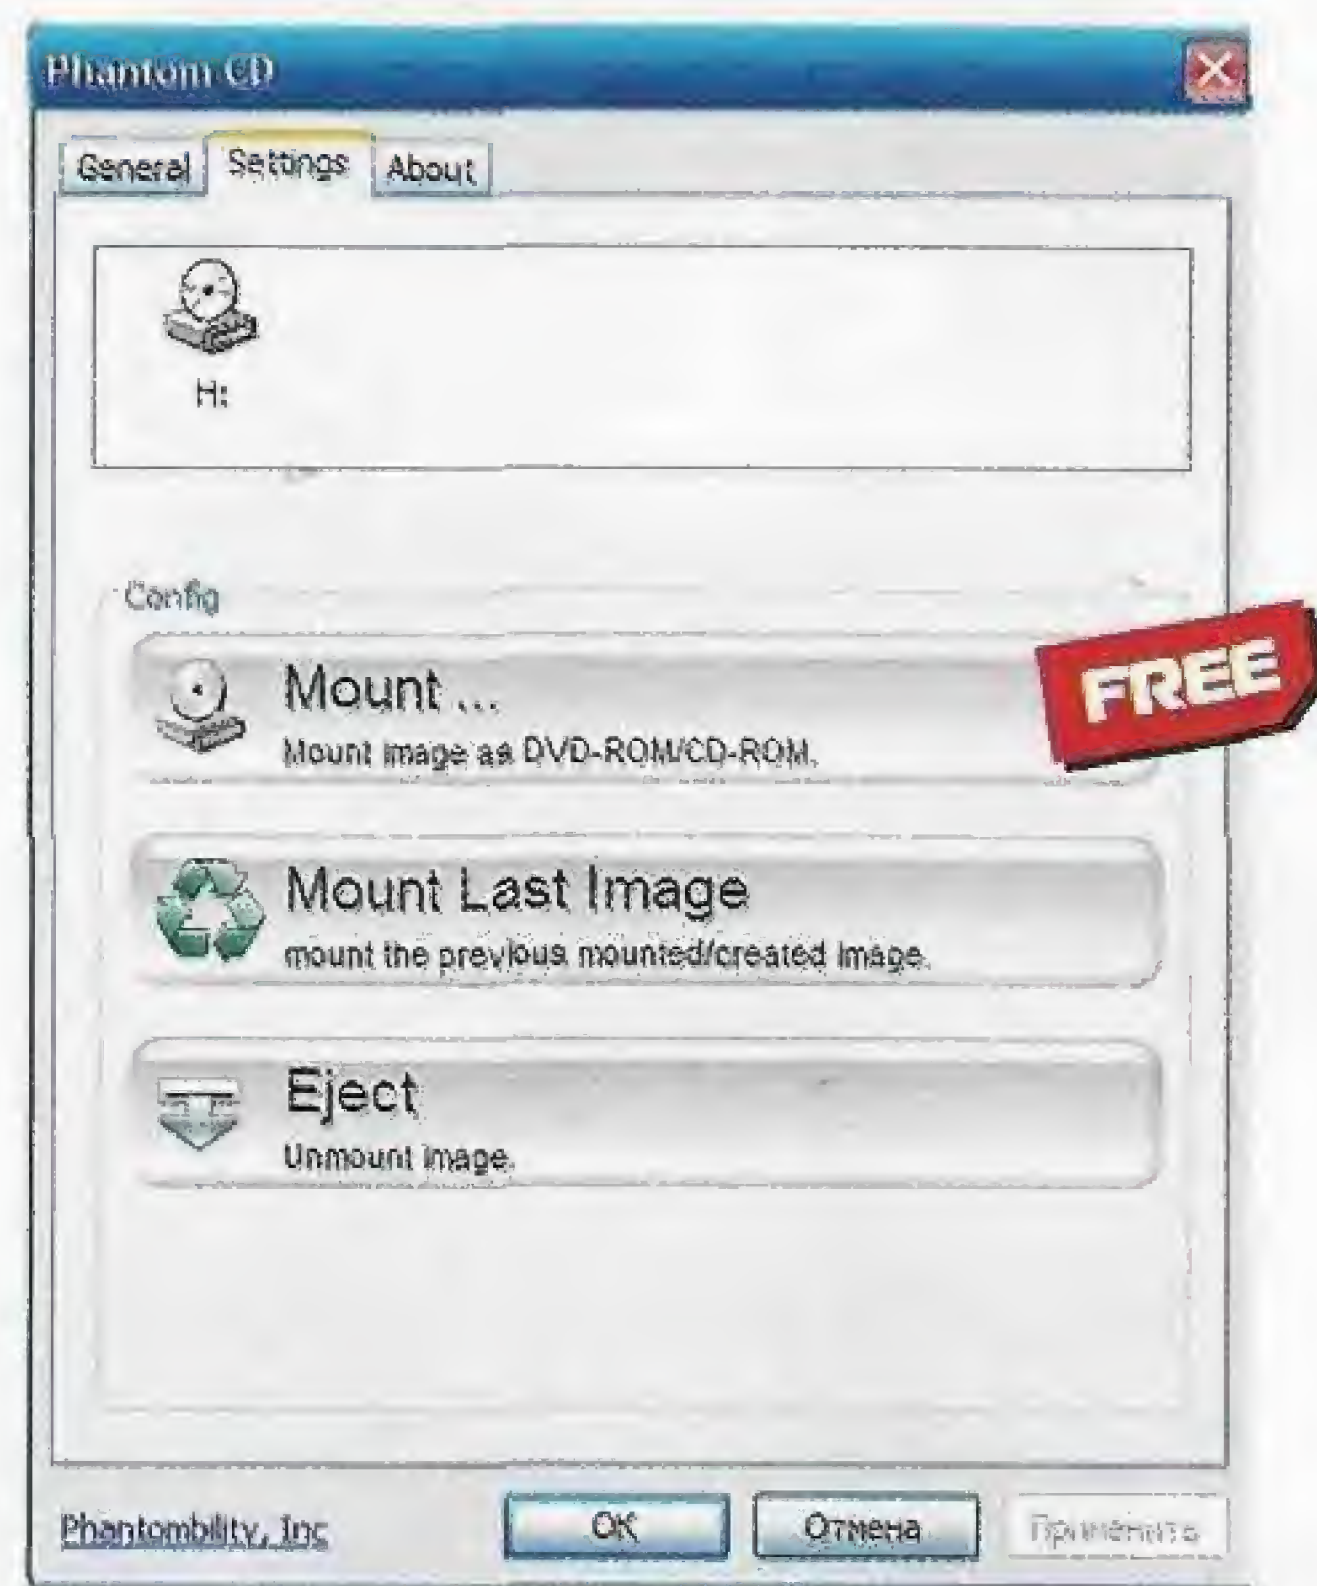 Phantom CD
General Settings About
H:
Config
Mount ...
Mount image as DVD-ROM/CD-ROM.
FREE
Mount Last Image
mount the previous mounted/created image.
Eject
Unmount image.
Phantombility, Inc OK Отмена Применить